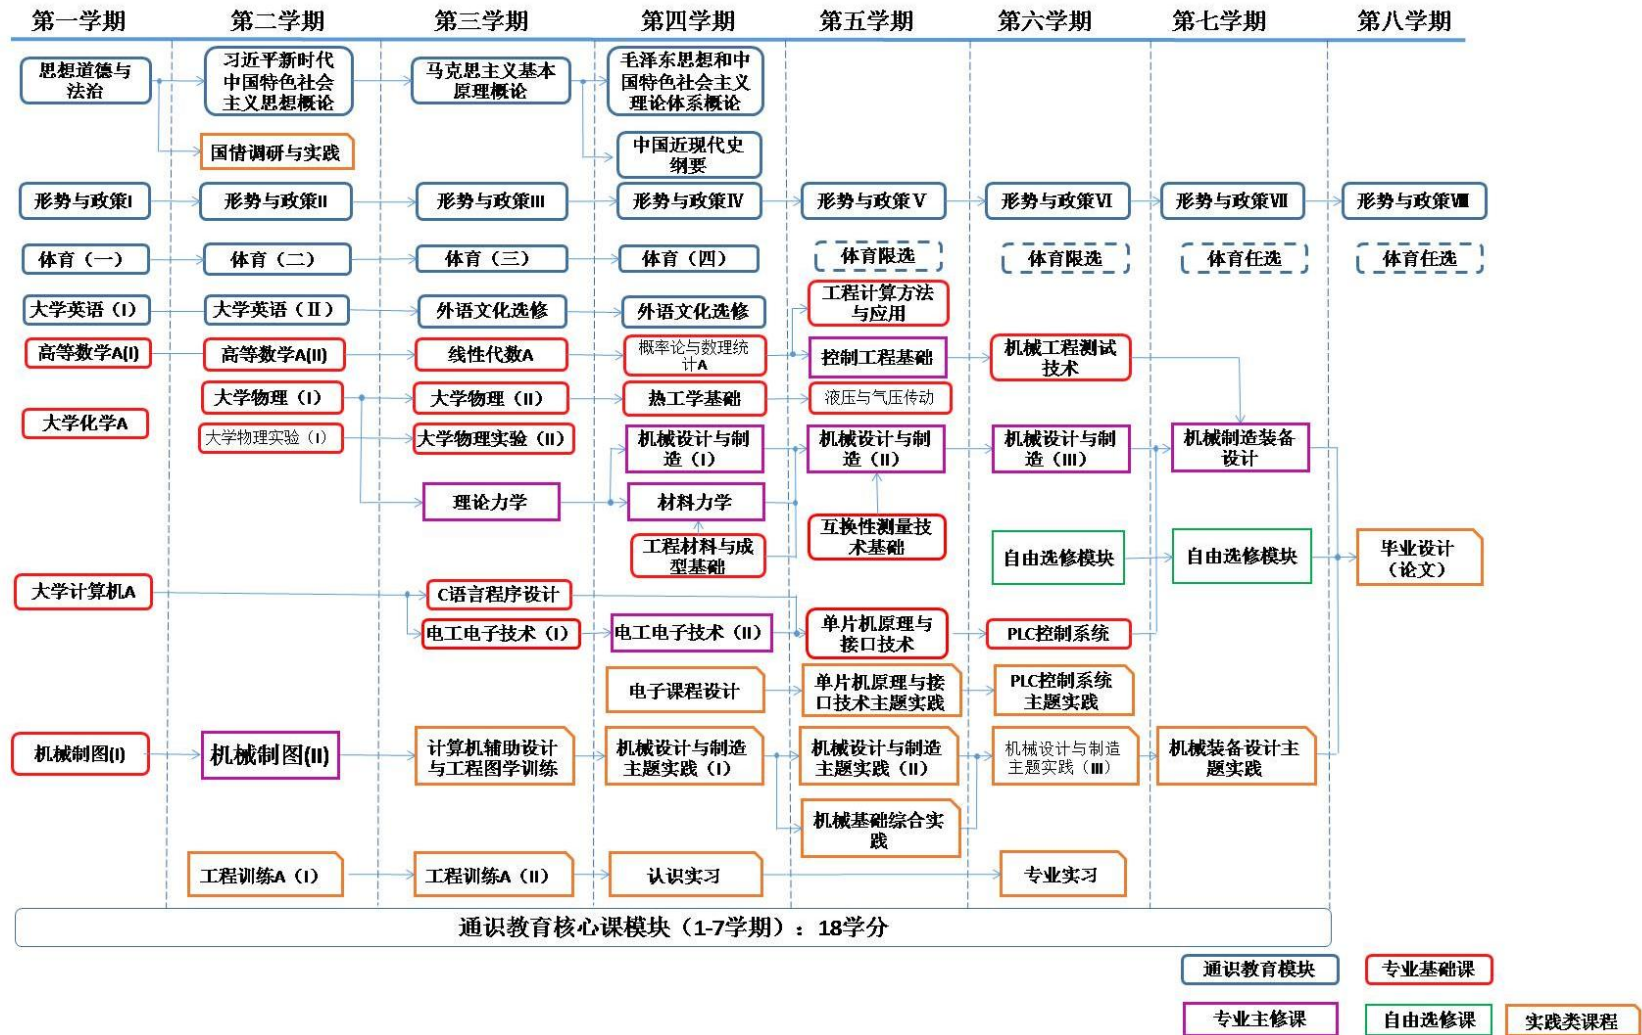 第一学期
第二学期
第三学期
第四学期
第五学期
第六学期
第七学期
第八学期
思想道德与
法治
习近平新时代
中国特色社会
主义思想概论
马克思主义基本
原理概论
毛泽东思想和中
国特色社会主义
理论体系概论
国情调研与实践
中国近现代史
纲要
形势与政策I
形势与政策II
形势与政策III
形势与政策Ⅳ
形势与政策Ⅴ
形势与政策Ⅵ
形势与政策Ⅶ
形势与政策Ⅷ
体育（一）
体育（二）
体育（三）
体育（四）
体育限选
体育限选
体育任选
体育任选
大学英语（I）
大学英语（Ⅱ）
外语文化选修
外语文化选修
工程计算方法
与应用
高等数学A(I)
高等数学A(II)
线性代数A
概率论与数理统
计A
控制工程基础
机械工程测试
技术
大学物理（I）
大学物理（II）
热工学基础
液压与气压传动
大学化学A
大学物理实验（I）
大学物理实验（II）
机械设计与制
造（I）
机械设计与制
造（II）
机械设计与制
造（III）
机械制造装备
设计
理论力学
材料力学
工程材料与成
型基础
互换性测量技
术基础
自由选修模块
自由选修模块
毕业设计
（论文）
大学计算机A
C语言程序设计
电工电子技术（I）
电工电子技术（II）
单片机原理与
接口技术
PLC控制系统
电子课程设计
单片机原理与接
口技术主题实践
PLC控制系统
主题实践
机械制图(I)
机械制图(II)
计算机辅助设计
与工程图学训练
机械设计与制造
主题实践（I）
机械设计与制造
主题实践（II）
机械设计与制造
主题实践（Ⅲ）
机械装备设计主
题实践
机械基础综合实
践
工程训练A（I）
工程训练A（II）
认识实习
专业实习
通识教育核心课模块（1-7学期）：18学分
通识教育模块
专业基础课
专业主修课
自由选修课
实践类课程